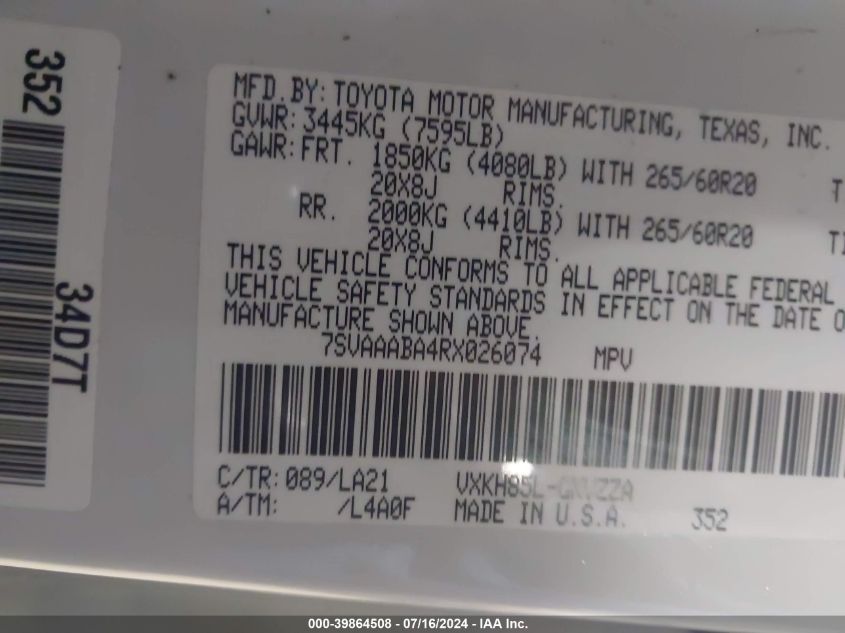 352
34D7T
MFD. BY: TOYOTA MOTOR MANUFACTURING, TEXAS, INC.
GVWR: 3445KG (7595LB)
GAWR: FRT. 1850KG (4080LB) WITH 265/60R20 T
20X8J RIMS.
RR. 2000KG (4410LB) WITH 265/60R20 TI
20X8J RIMS.
THIS VEHICLE CONFORMS TO ALL APPLICABLE FEDERAL
VEHICLE SAFETY STANDARDS IN EFFECT ON THE DATE O
MANUFACTURE SHOWN ABOVE.
7SVAAABA4RX026074 MPV
C/TR: 089/LA21
A/TM: /L4A0F MADE IN U.S.A. 352
000-39864508 - 07/16/2024 - IAA Inc.